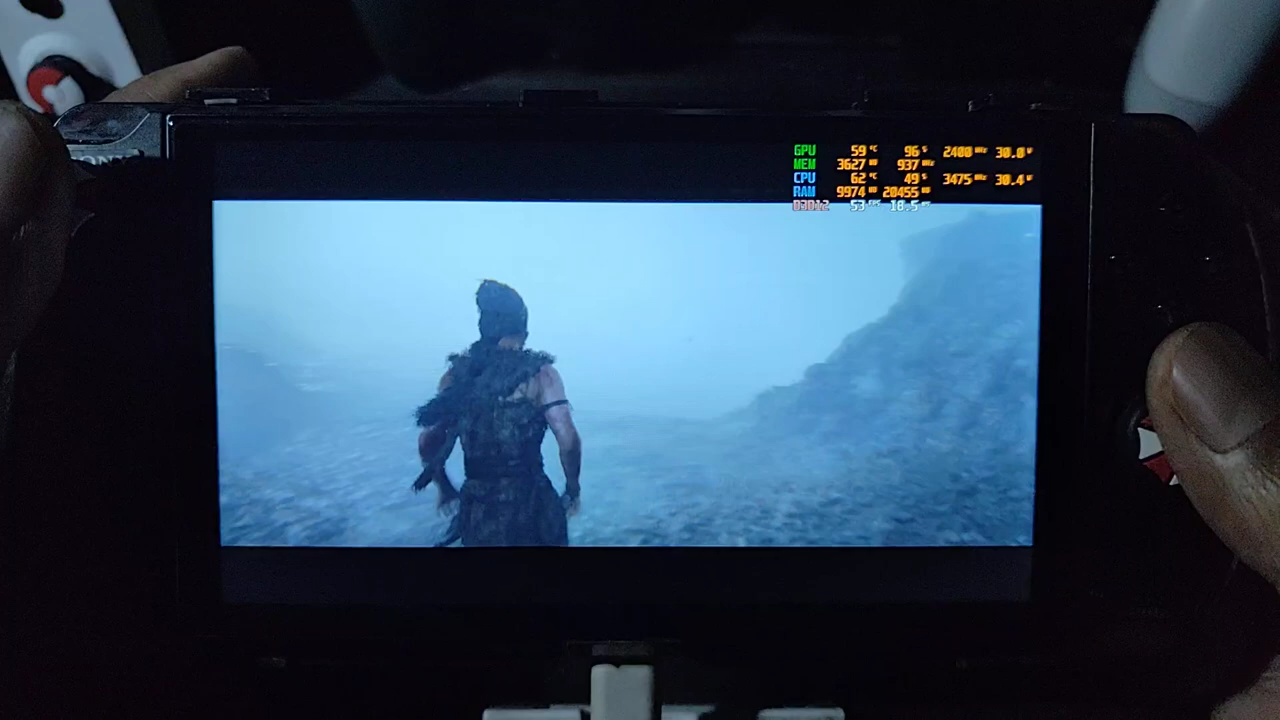 GPU 59 °C 96 % 2400 MHz 30.0 W
MEM 3627 MB 937 MHz
CPU 62 °C 49 % 3475 MHz 30.4 W
RAM 9974 MB 20455 MB
D3D12 53 FPS 18.5 ms